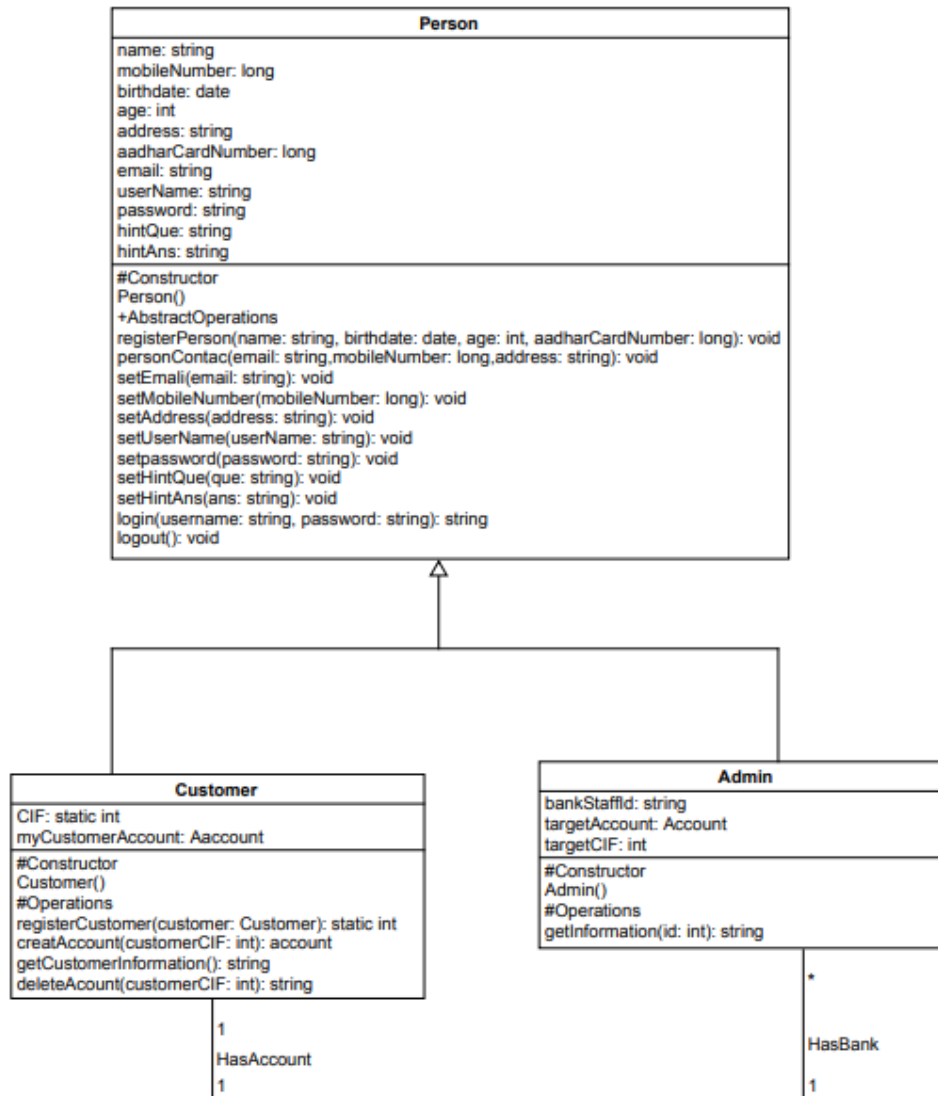 Person
name: string
mobileNumber: long
birthdate: date
age: int
address: string
aadharCardNumber: long
email: string
userName: string
password: string
hintQue: string
hintAns: string
#Constructor
Person()
+AbstractOperations
registerPerson(name: string, birthdate: date, age: int, aadharCardNumber: long): void
personContac(email: string,mobileNumber: long,address: string): void
setEmali(email: string): void
setMobileNumber(mobileNumber: long): void
setAddress(address: string): void
setUserName(userName: string): void
setpassword(password: string): void
setHintQue(que: string): void
setHintAns(ans: string): void
login(username: string, password: string): string
logout(): void
Customer
CIF: static int
myCustomerAccount: Aaccount
#Constructor
Customer()
#Operations
registerCustomer(customer: Customer): static int
creatAccount(customerCIF: int): account
getCustomerInformation(): string
deleteAcount(customerCIF: int): string
1
HasAccount
1
Admin
bankStaffId: string
targetAccount: Account
targetCIF: int
#Constructor
Admin()
#Operations
getInformation(id: int): string
*
HasBank
1